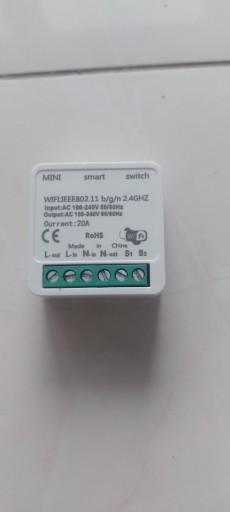 MINI smart switch
WIFI:IEEE802.11 b/g/n 2.4GHZ
Input:AC 100-240V 50/60Hz
Output:AC 100-240V 50/60Hz
Current:20A
CE RoHS WiFi
Made in China
L-out L-in N-in N-out S1 S2